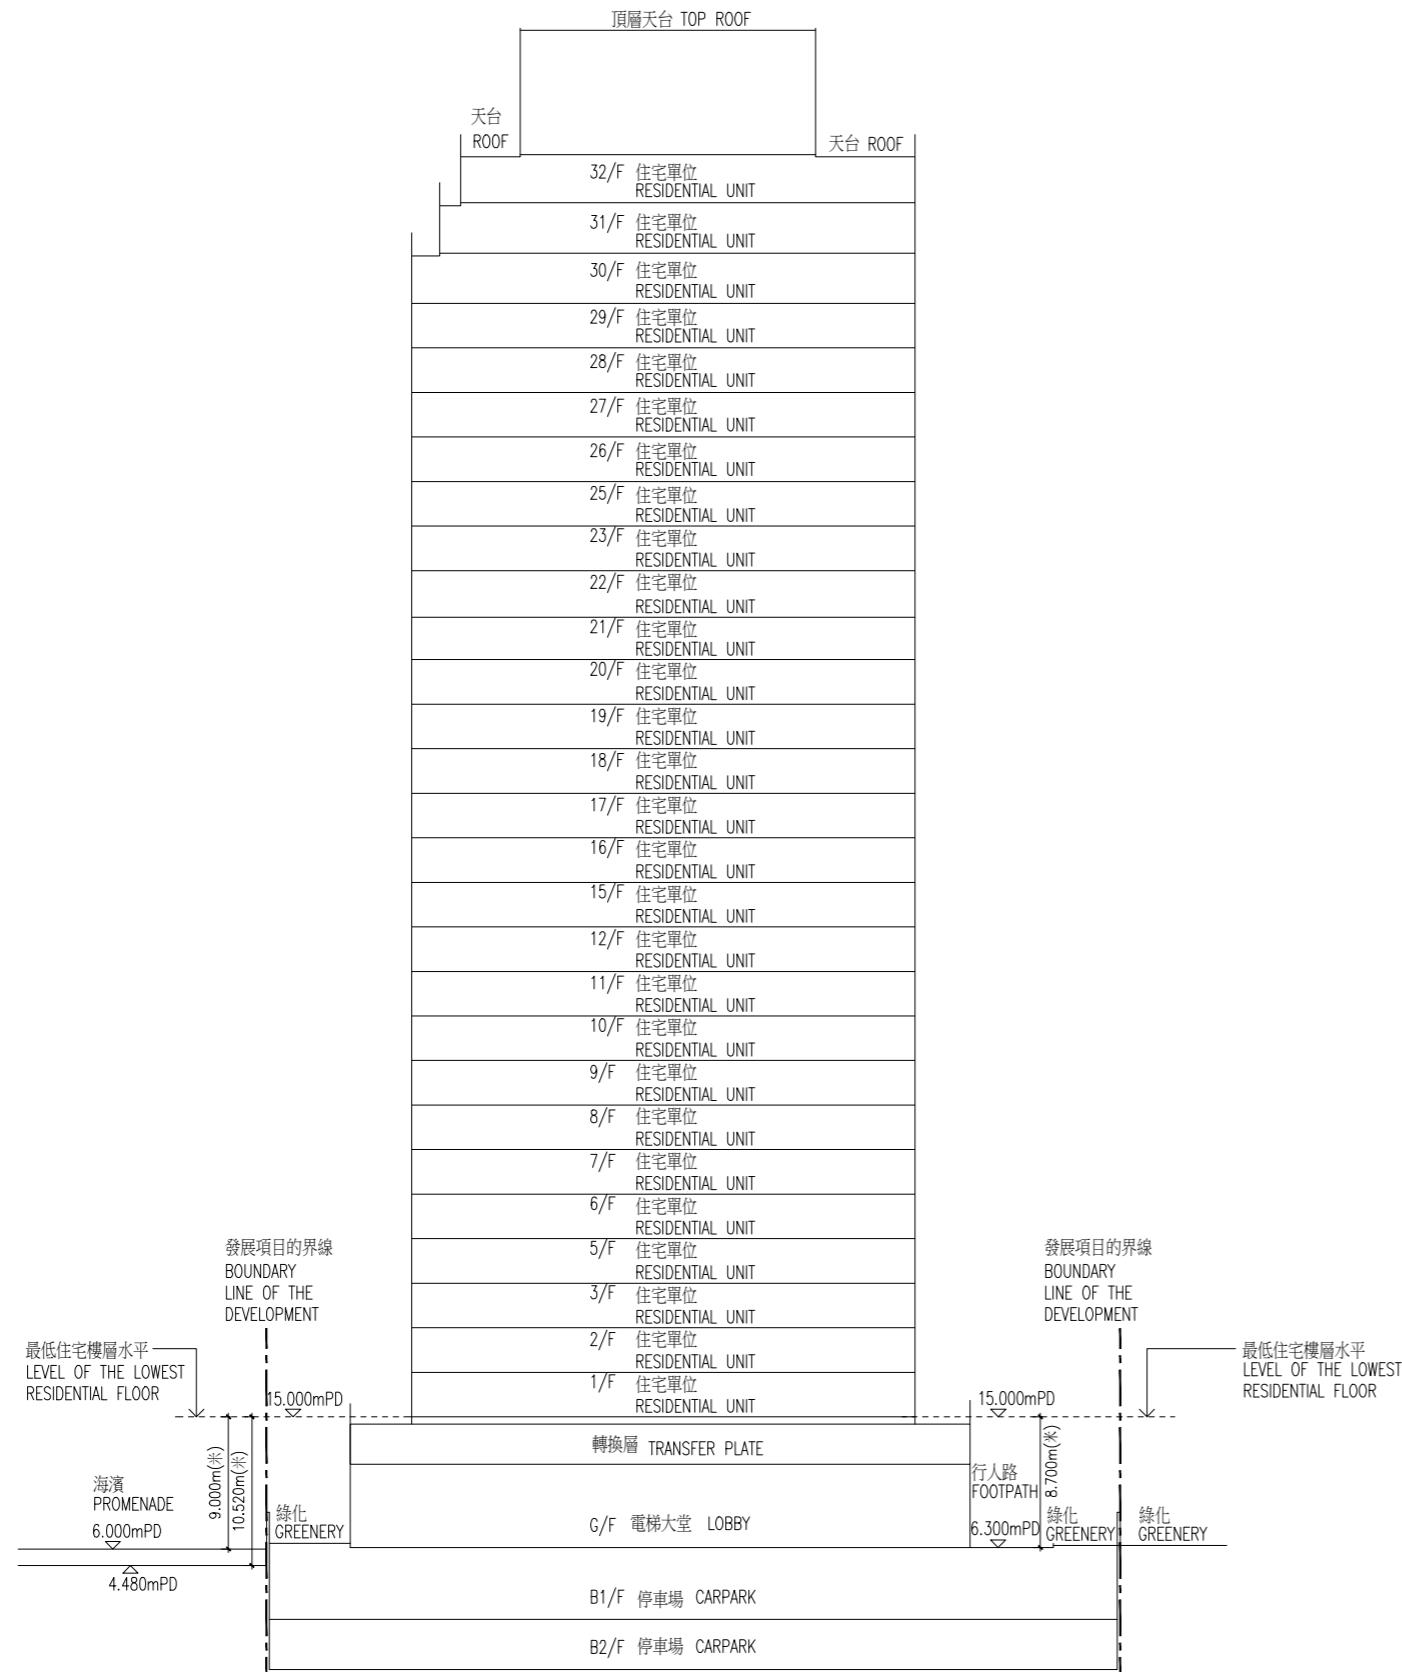 頂層天台 TOP ROOF
天台
ROOF
天台 ROOF
32/F 住宅單位
RESIDENTIAL UNIT
31/F 住宅單位
RESIDENTIAL UNIT
30/F 住宅單位
RESIDENTIAL UNIT
29/F 住宅單位
RESIDENTIAL UNIT
28/F 住宅單位
RESIDENTIAL UNIT
27/F 住宅單位
RESIDENTIAL UNIT
26/F 住宅單位
RESIDENTIAL UNIT
25/F 住宅單位
RESIDENTIAL UNIT
23/F 住宅單位
RESIDENTIAL UNIT
22/F 住宅單位
RESIDENTIAL UNIT
21/F 住宅單位
RESIDENTIAL UNIT
20/F 住宅單位
RESIDENTIAL UNIT
19/F 住宅單位
RESIDENTIAL UNIT
18/F 住宅單位
RESIDENTIAL UNIT
17/F 住宅單位
RESIDENTIAL UNIT
16/F 住宅單位
RESIDENTIAL UNIT
15/F 住宅單位
RESIDENTIAL UNIT
12/F 住宅單位
RESIDENTIAL UNIT
11/F 住宅單位
RESIDENTIAL UNIT
10/F 住宅單位
RESIDENTIAL UNIT
9/F 住宅單位
RESIDENTIAL UNIT
8/F 住宅單位
RESIDENTIAL UNIT
7/F 住宅單位
RESIDENTIAL UNIT
6/F 住宅單位
RESIDENTIAL UNIT
5/F 住宅單位
RESIDENTIAL UNIT
3/F 住宅單位
RESIDENTIAL UNIT
2/F 住宅單位
RESIDENTIAL UNIT
1/F 住宅單位
RESIDENTIAL UNIT
發展項目的界線
BOUNDARY
LINE OF THE
DEVELOPMENT
發展項目的界線
BOUNDARY
LINE OF THE
DEVELOPMENT
最低住宅樓層水平
LEVEL OF THE LOWEST
RESIDENTIAL FLOOR
最低住宅樓層水平
LEVEL OF THE LOWEST
RESIDENTIAL FLOOR
15.000mPD
15.000mPD
轉換層 TRANSFER PLATE
9.000m(米)
10.520m(米)
8.700m(米)
海濱
PROMENADE
6.000mPD
4.480mPD
綠化
GREENERY
G/F 電梯大堂 LOBBY
行人路
FOOTPATH
6.300mPD
綠化
GREENERY
綠化
GREENERY
B1/F 停車場 CARPARK
B2/F 停車場 CARPARK